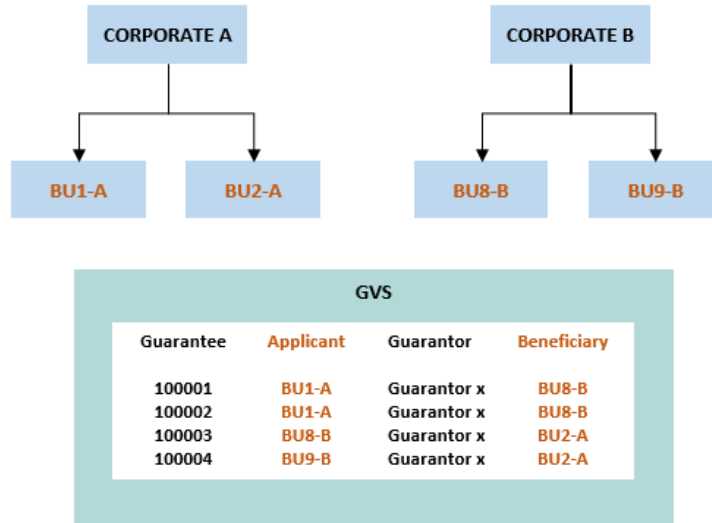 CORPORATE A CORPORATE B
BU1-A BU2-A BU8-B BU9-B
GVS
Guarantee Applicant Guarantor Beneficiary
100001 BU1-A Guarantor x BU8-B
100002 BU1-A Guarantor x BU8-B
100003 BU8-B Guarantor x BU2-A
100004 BU9-B Guarantor x BU2-A